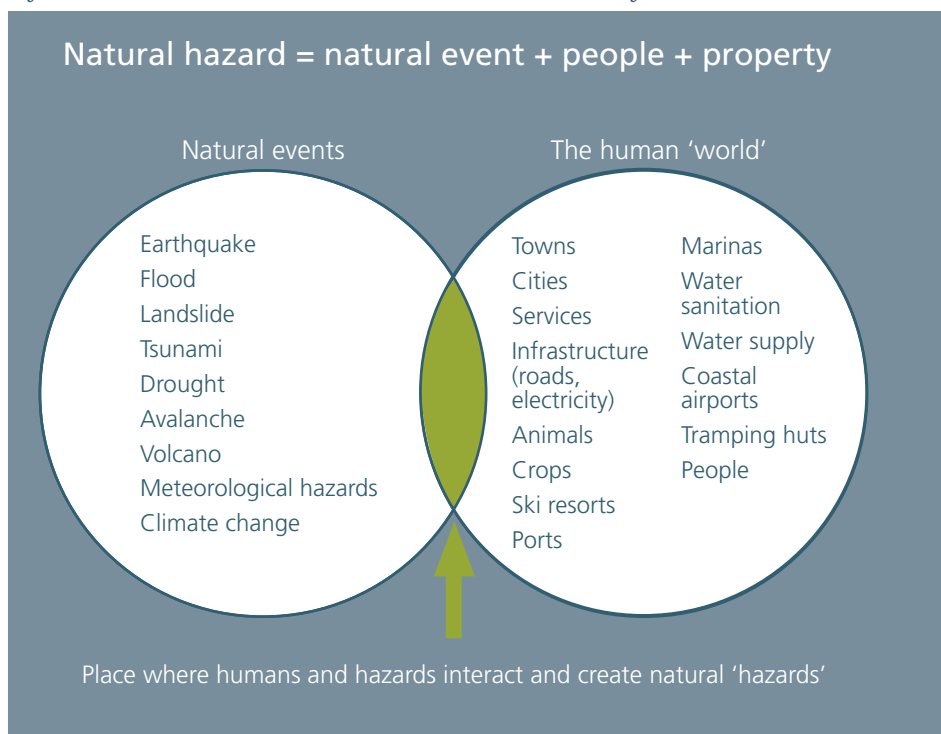 Natural hazard = natural event + people + property
Natural events
The human ‘world’
Earthquake
Flood
Landslide
Tsunami
Drought
Avalanche
Volcano
Meteorological hazards
Climate change
Towns
Cities
Services
Infrastructure
(roads,
electricity)
Animals
Crops
Ski resorts
Ports
Marinas
Water
sanitation
Water supply
Coastal
airports
Tramping huts
People
Place where humans and hazards interact and create natural ‘hazards’